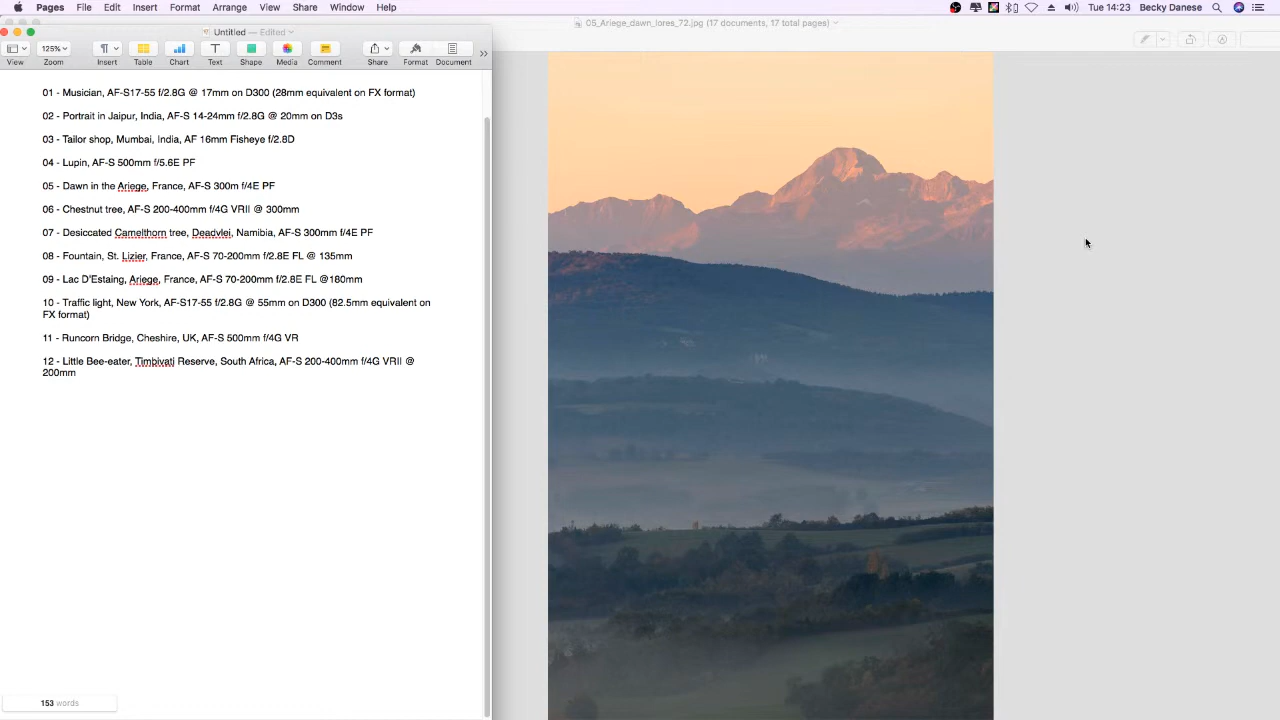 Pages File Edit Insert Format Arrange View Share Window Help
Tue 14:23 Becky Danese
05_Ariege_dawn_lores_72.jpg (17 documents, 17 total pages)
Untitled — Edited
125%
View Zoom Insert Table Chart Text Shape Media Comment Share Format Document
01 - Musician, AF-S17-55 f/2.8G @ 17mm on D300 (28mm equivalent on FX format)
02 - Portrait in Jaipur, India, AF-S 14-24mm f/2.8G @ 20mm on D3s
03 - Tailor shop, Mumbai, India, AF 16mm Fisheye f/2.8D
04 - Lupin, AF-S 500mm f/5.6E PF
05 - Dawn in the Ariege, France, AF-S 300m f/4E PF
06 - Chestnut tree, AF-S 200-400mm f/4G VRII @ 300mm
07 - Desiccated Camelthorn tree, Deadvlei, Namibia, AF-S 300mm f/4E PF
08 - Fountain, St. Lizier, France, AF-S 70-200mm f/2.8E FL @ 135mm
09 - Lac D'Estaing, Ariege, France, AF-S 70-200mm f/2.8E FL @180mm
10 - Traffic light, New York, AF-S17-55 f/2.8G @ 55mm on D300 (82.5mm equivalent on
FX format)
11 - Runcorn Bridge, Cheshire, UK, AF-S 500mm f/4G VR
12 - Little Bee-eater, Timbivati Reserve, South Africa, AF-S 200-400mm f/4G VRII @
200mm
153 words